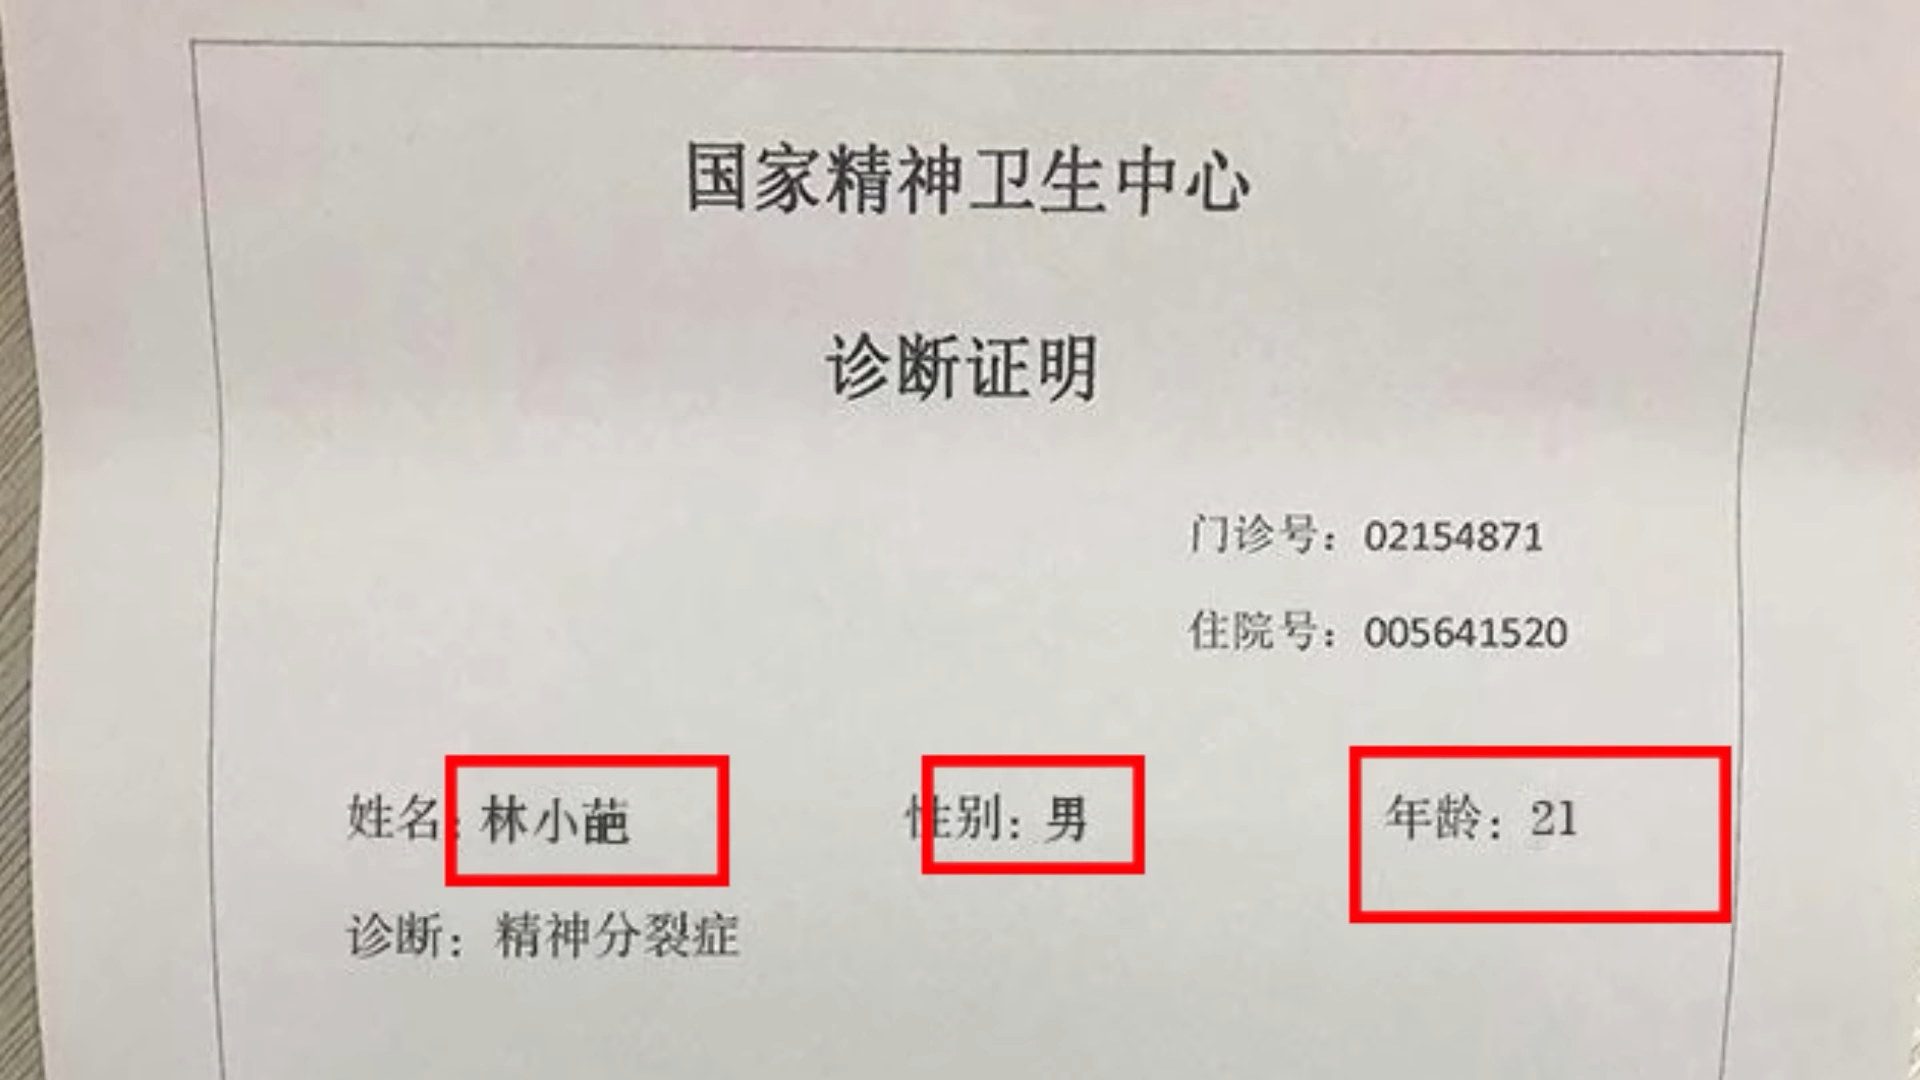 国家精神卫生中心
诊断证明
门诊号：02154871
住院号：005641520
姓名：林小葩 性别：男 年龄：21
诊断：精神分裂症